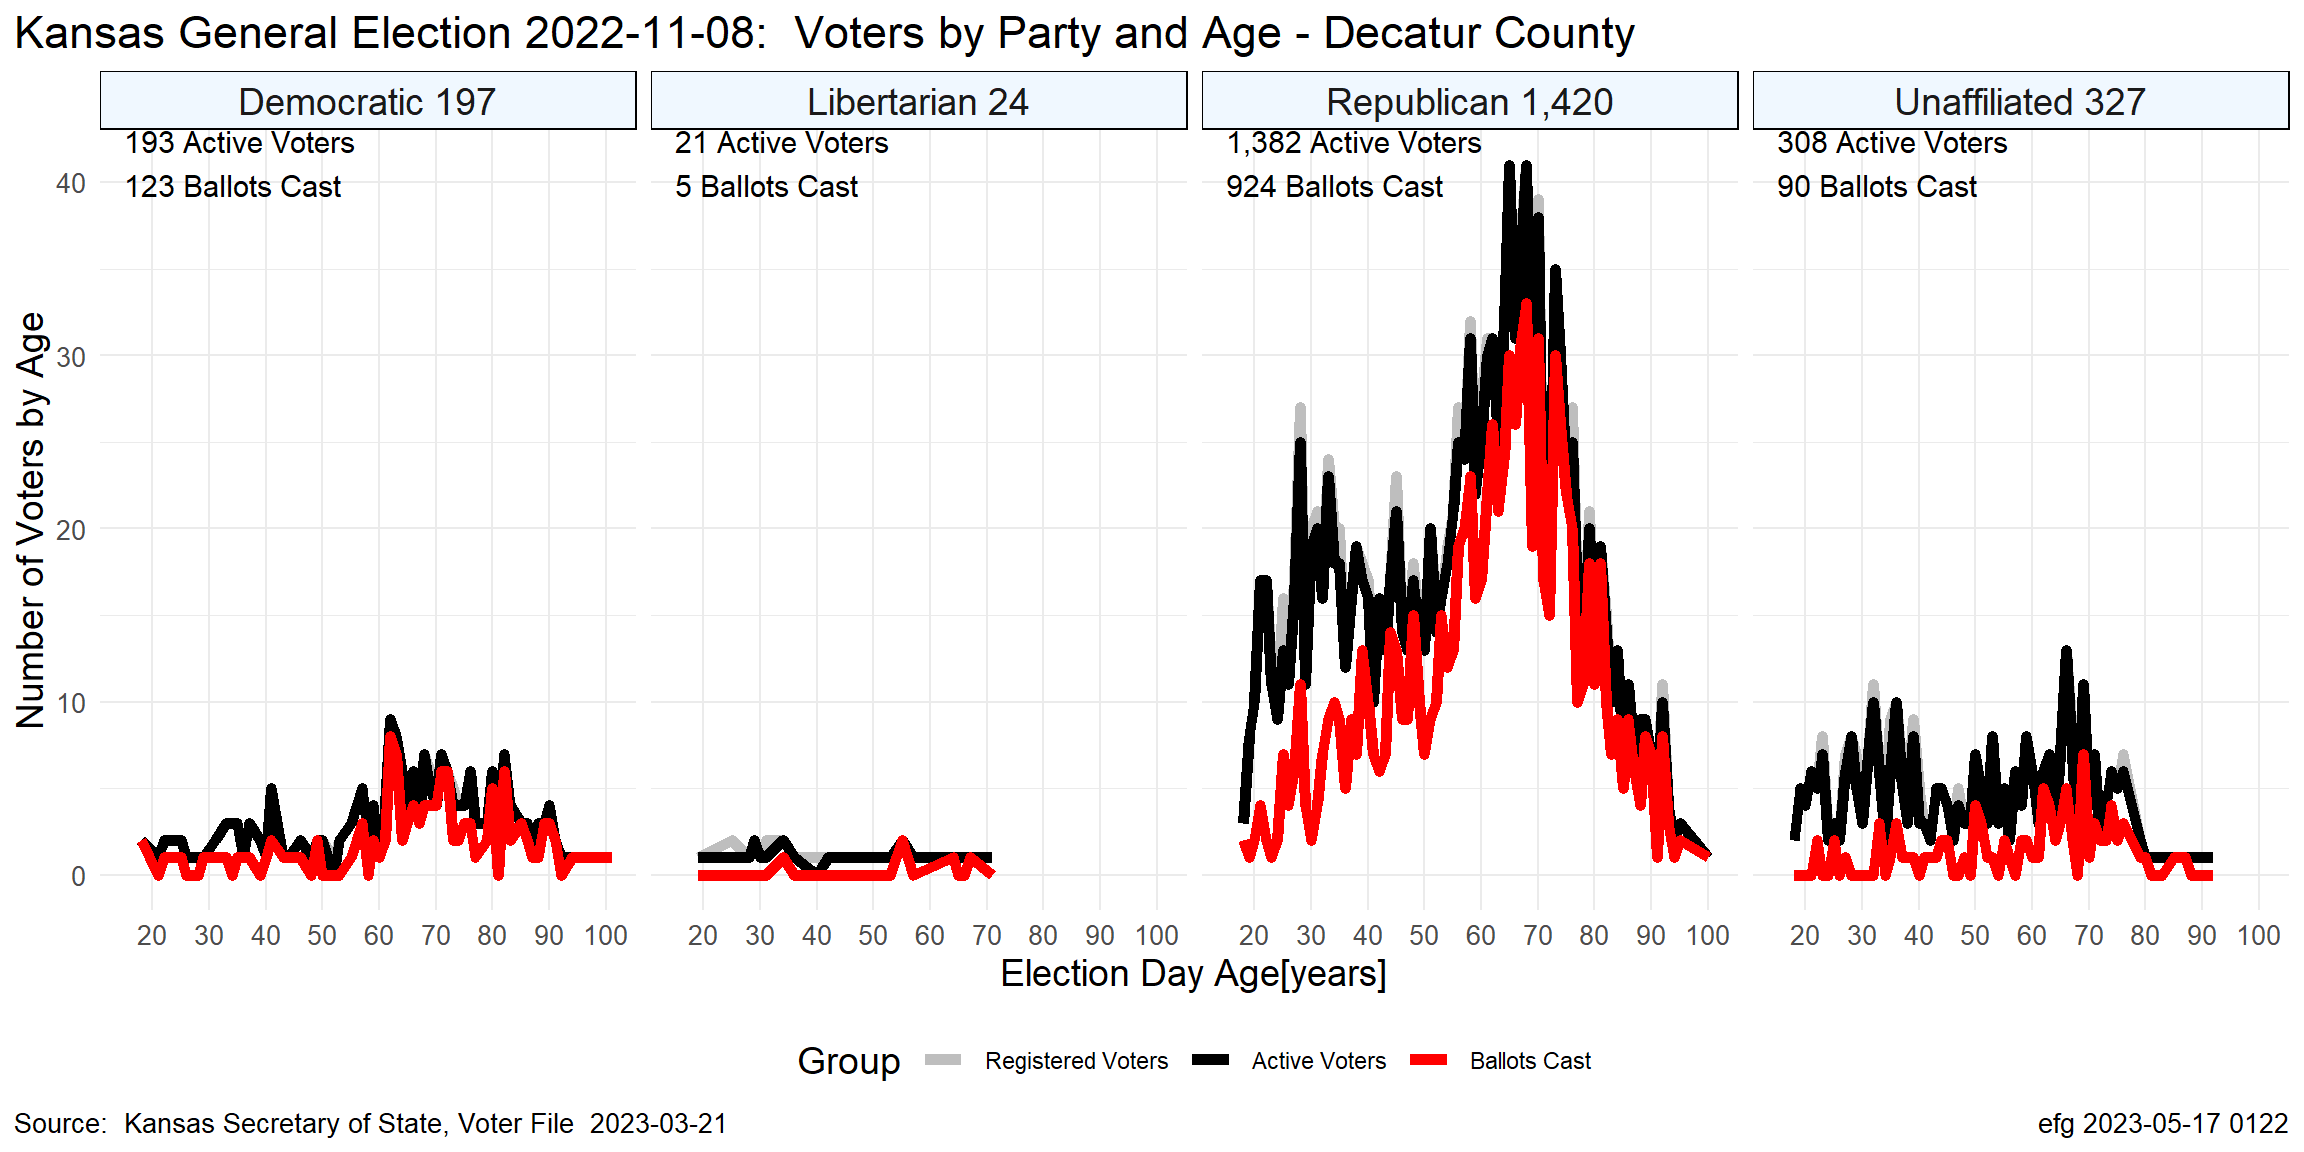 Kansas General Election 2022-11-08:  Voters by Party and Age - Decatur County
Democratic 197
Libertarian 24
Republican 1,420
Unaffiliated 327
193 Active Voters
123 Ballots Cast
21 Active Voters
5 Ballots Cast
1,382 Active Voters
924 Ballots Cast
308 Active Voters
90 Ballots Cast
Number of Voters by Age
40
30
20
10
0
20 30 40 50 60 70 80 90 100
20 30 40 50 60 70 80 90 100
20 30 40 50 60 70 80 90 100
20 30 40 50 60 70 80 90 100
Election Day Age[years]
Group Registered Voters Active Voters Ballots Cast
Source:  Kansas Secretary of State, Voter File  2023-03-21
efg 2023-05-17 0122